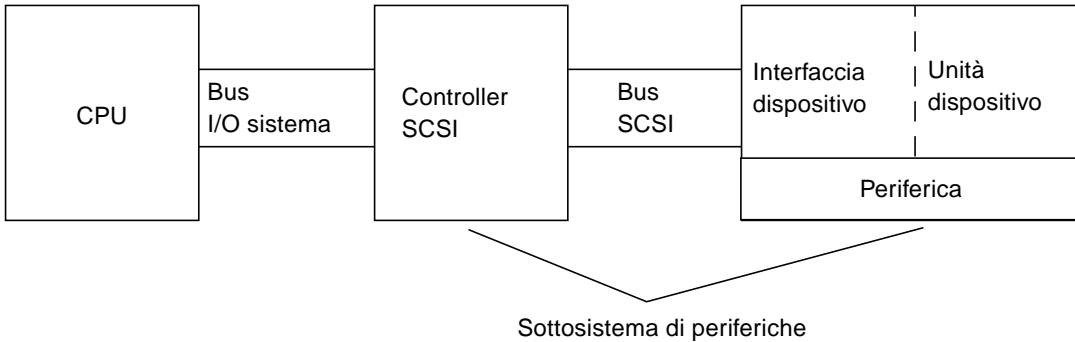 CPU
Bus
I/O sistema
Controller
SCSI
Bus
SCSI
Interfaccia
dispositivo
Unità
dispositivo
Periferica
Sottosistema di periferiche